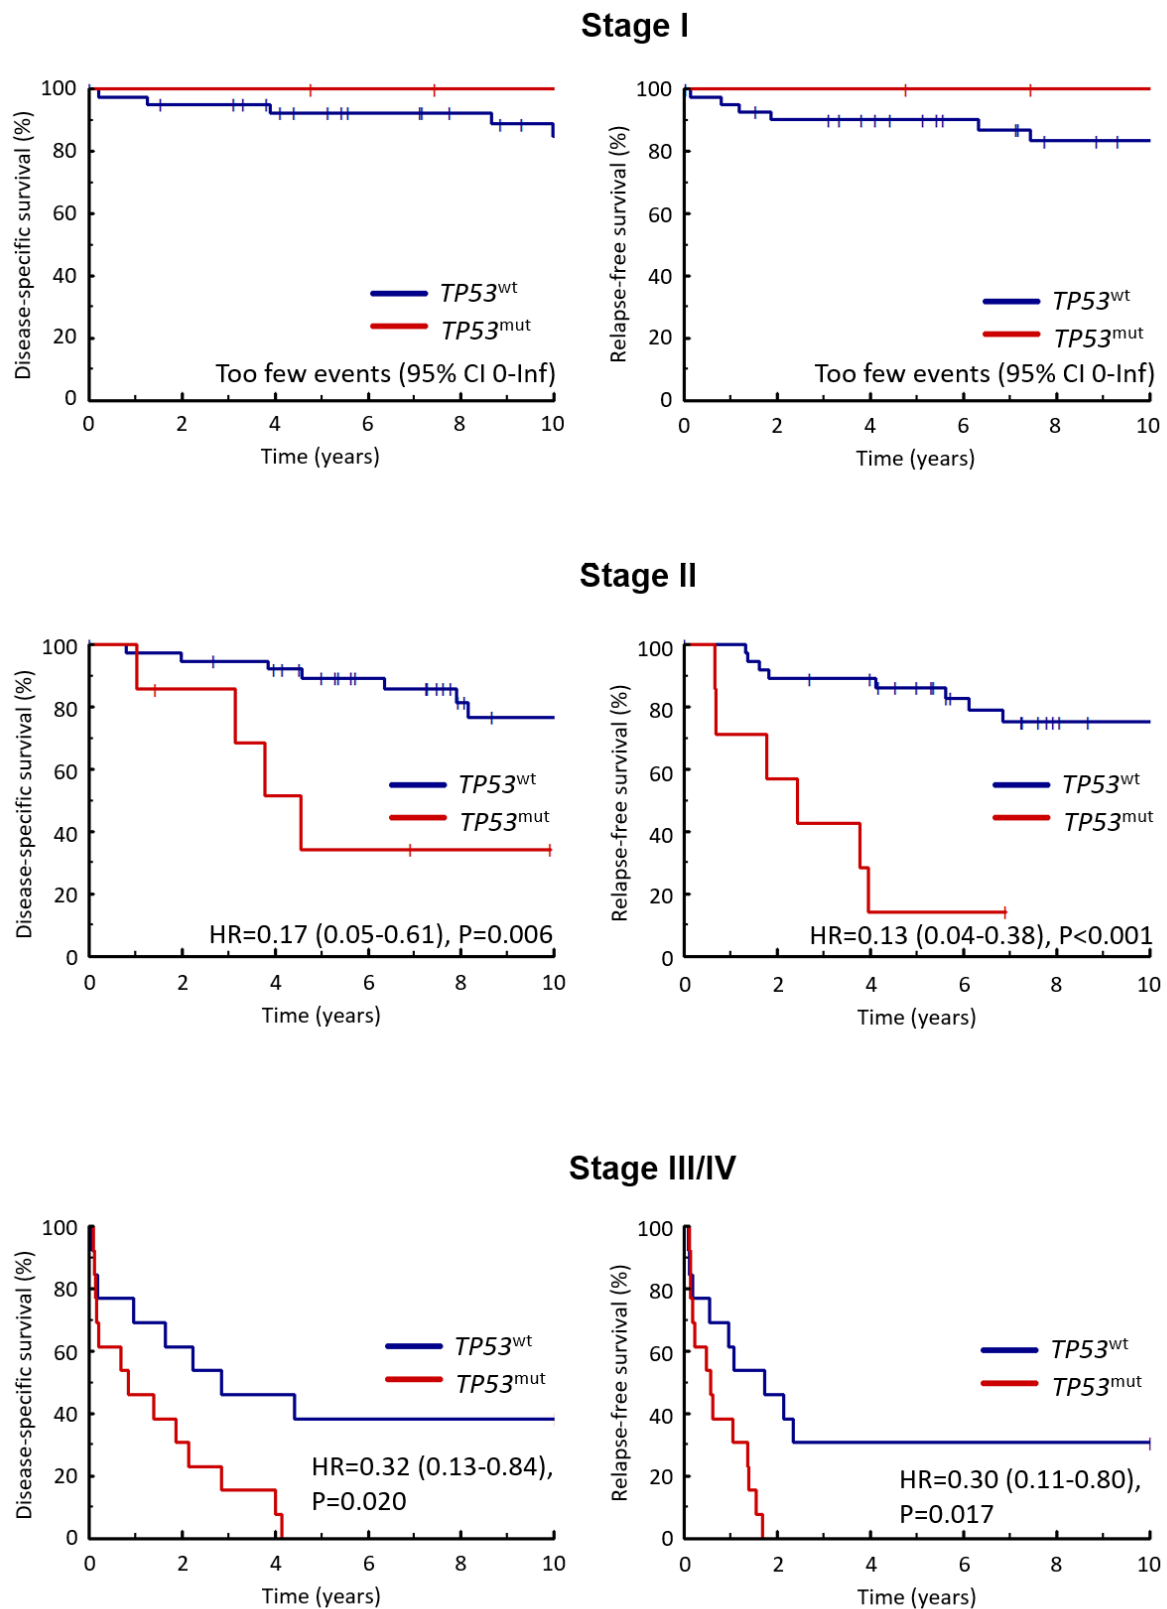 Stage I
Disease-specific survival (%)
100
80
60
40
20
0
0 2 4 6 8 10
Time (years)
TP53wt
TP53mut
Too few events (95% CI 0-Inf)
Relapse-free survival (%)
100
80
60
40
20
0
0 2 4 6 8 10
Time (years)
TP53wt
TP53mut
Too few events (95% CI 0-Inf)
Stage II
Disease-specific survival (%)
100
80
60
40
20
0
0 2 4 6 8 10
Time (years)
TP53wt
TP53mut
HR=0.17 (0.05-0.61), P=0.006
Relapse-free survival (%)
100
80
60
40
20
0
0 2 4 6 8 10
Time (years)
TP53wt
TP53mut
HR=0.13 (0.04-0.38), P<0.001
Stage III/IV
Disease-specific survival (%)
100
80
60
40
20
0
0 2 4 6 8 10
Time (years)
TP53wt
TP53mut
HR=0.32 (0.13-0.84),
P=0.020
Relapse-free survival (%)
100
80
60
40
20
0
0 2 4 6 8 10
Time (years)
TP53wt
TP53mut
HR=0.30 (0.11-0.80),
P=0.017